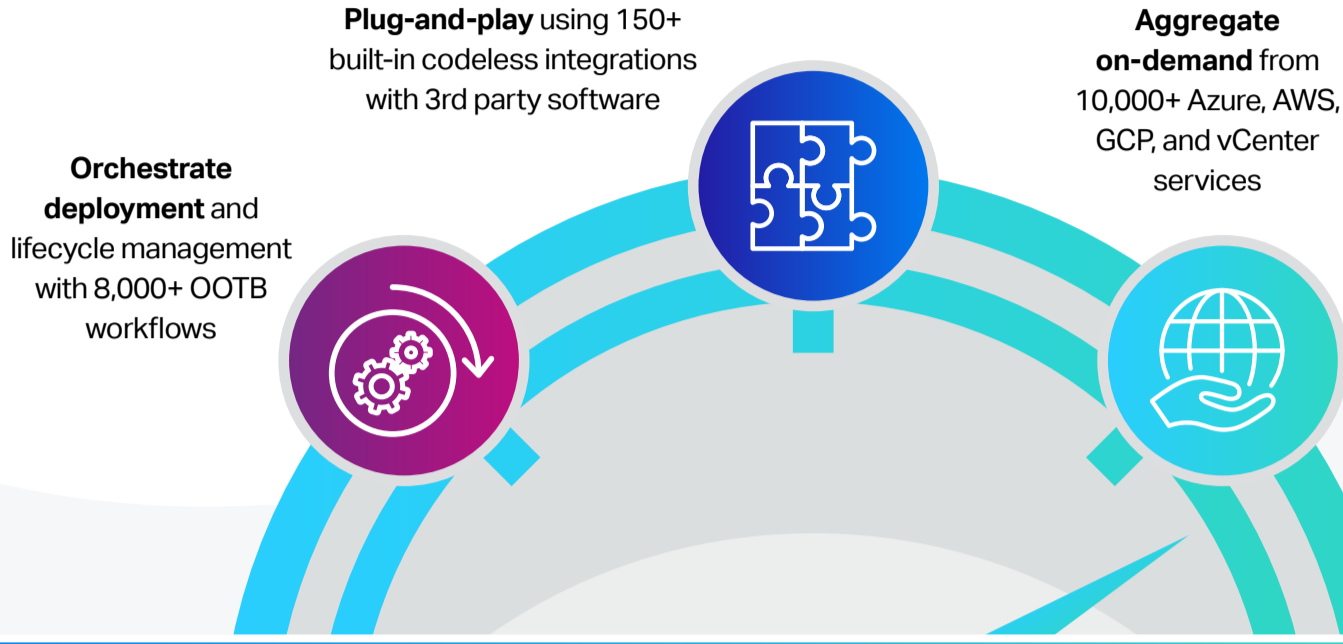 Plug-and-play using 150+
built-in codeless integrations
with 3rd party software
Aggregate
on-demand from
10,000+ Azure, AWS,
GCP, and vCenter
services
Orchestrate
deployment and
lifecycle management
with 8,000+ OOTB
workflows